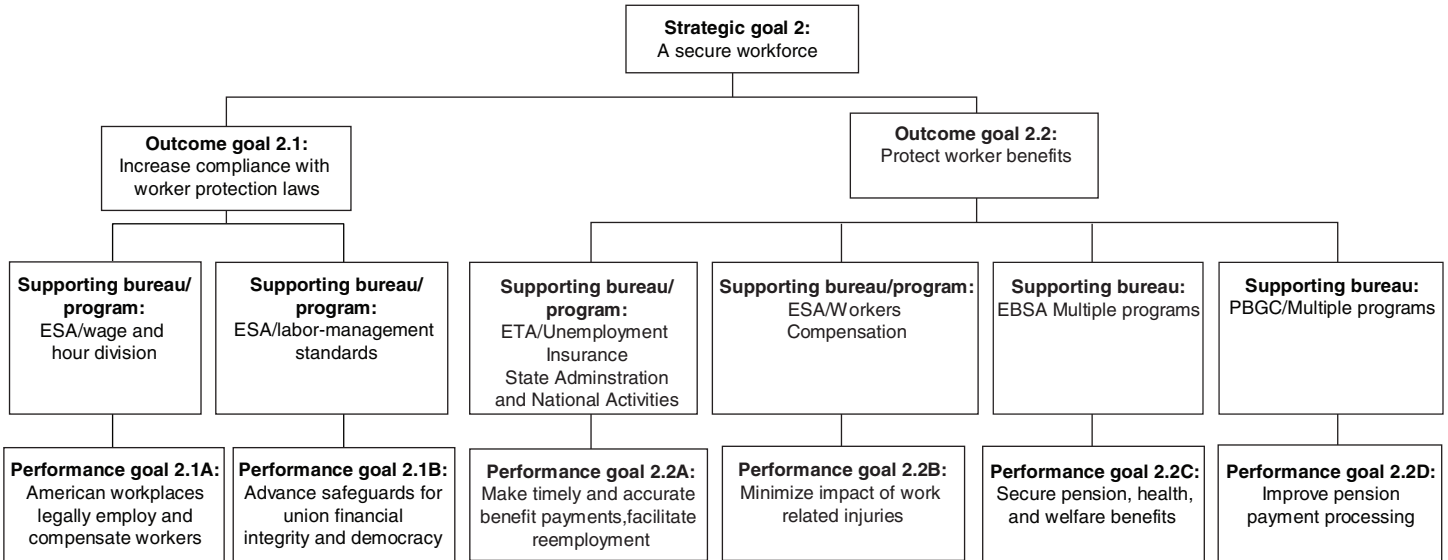 Strategic goal 2:
A secure workforce
Outcome goal 2.1:
Increase compliance with
worker protection laws
Outcome goal 2.2:
Protect worker benefits
Supporting bureau/
program:
ESA/wage and
hour division
Supporting bureau/
program:
ESA/labor-management
standards
Supporting bureau/
program:
ETA/Unemployment
Insurance
State Adminstration
and National Activities
Supporting bureau/program:
ESA/Workers
Compensation
Supporting bureau:
EBSA Multiple programs
Supporting bureau:
PBGC/Multiple programs
Performance goal 2.1A:
American workplaces
legally employ and
compensate workers
Performance goal 2.1B:
Advance safeguards for
union financial
integrity and democracy
Performance goal 2.2A:
Make timely and accurate
benefit payments,facilitate
reemployment
Performance goal 2.2B:
Minimize impact of work
related injuries
Performance goal 2.2C:
Secure pension, health,
and welfare benefits
Performance goal 2.2D:
Improve pension
payment processing